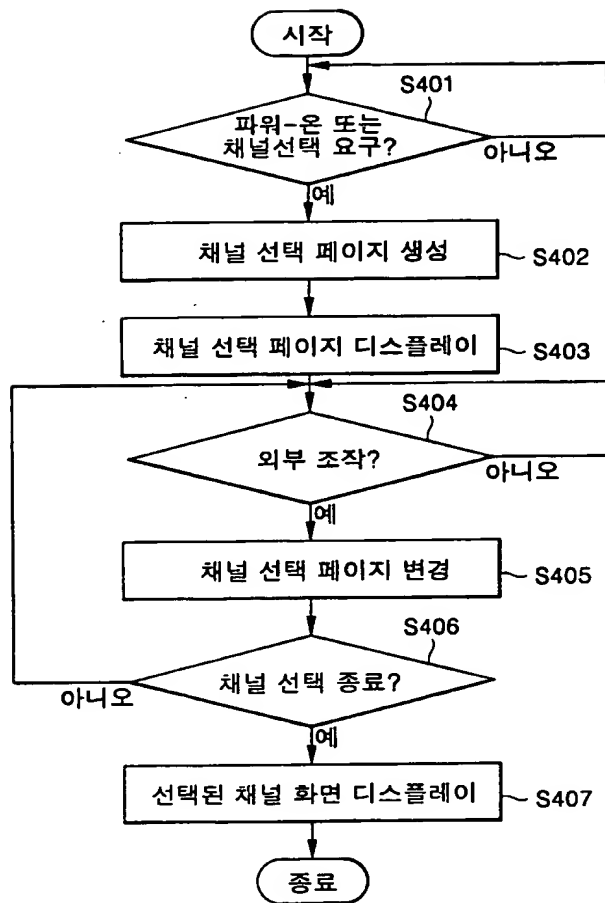 시작
S401
파워-온 또는
채널선택 요구?
아니오
예
채널 선택 페이지 생성
S402
채널 선택 페이지 디스플레이
S403
S404
외부 조작?
아니오
예
채널 선택 페이지 변경
S405
S406
채널 선택 종료?
아니오
예
선택된 채널 화면 디스플레이
S407
종료